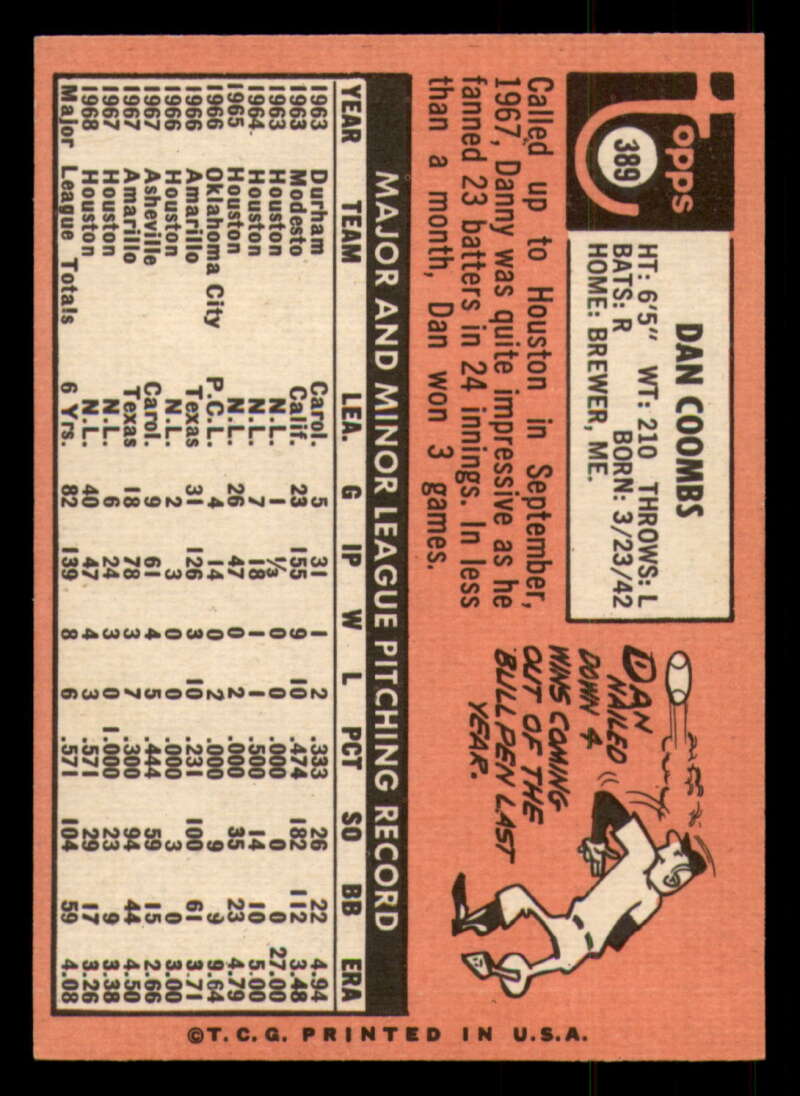 Topps
389
DAN COOMBS
HT: 6'5" WT: 210 THROWS: L
BATS: R BORN: 3/23/42
HOME: BREWER, ME.
Called up to Houston in September,
1967, Danny was quite impressive as he
fanned 23 batters in 24 innings. In less
than a month, Dan won 3 games.
DAN
NAILED
DOWN 4
WINS COMING
OUT OF THE
BULLPEN LAST
YEAR.
MAJOR AND MINOR LEAGUE PITCHING RECORD
YEAR TEAM LEA. G IP W L PCT SO BB ERA
1963 Durham Carol. 5 31 1 2 .333 26 22 4.94
1963 Modesto Calif. 23 155 9 10 .474 182 112 3.48
1963 Houston N.L. 1 ⅓ 0 0 .000 0 0 27.00
1964 Houston N.L. 7 18 1 1 .500 14 10 5.00
1965 Houston N.L. 26 47 0 2 .000 35 23 4.79
1966 Oklahoma City P.C.L. 4 14 0 2 .000 9 9 9.64
1966 Amarillo Texas 31 126 3 10 .231 100 61 3.71
1966 Houston N.L. 2 3 0 0 .000 3 0 3.00
1967 Asheville Carol. 9 61 4 5 .444 59 15 2.66
1967 Amarillo Texas 18 78 3 7 .300 94 44 4.50
1967 Houston N.L. 6 24 3 0 1.000 23 9 3.38
1968 Houston N.L. 40 47 4 3 .571 29 17 3.26
Major League Totals 6 Yrs. 82 139 8 6 .571 104 59 4.08
©T.C.G. PRINTED IN U.S.A.